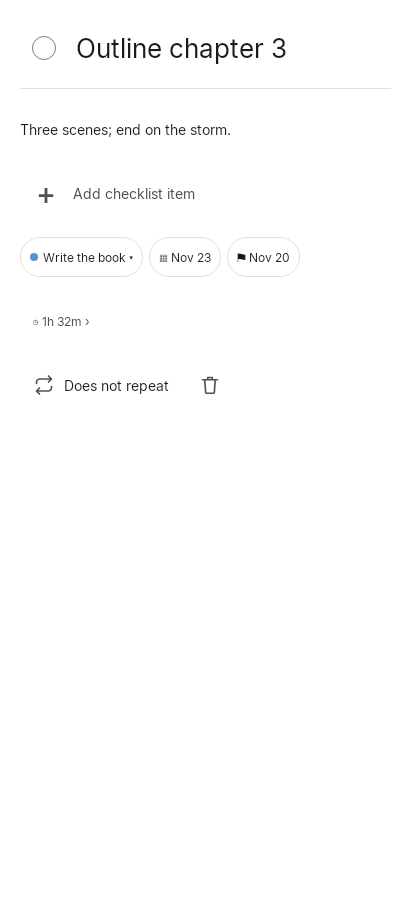 Outline chapter 3
Three scenes; end on the storm.
Add checklist item
Write the book Nov 23 Nov 20
1h 32m ›
Does not repeat